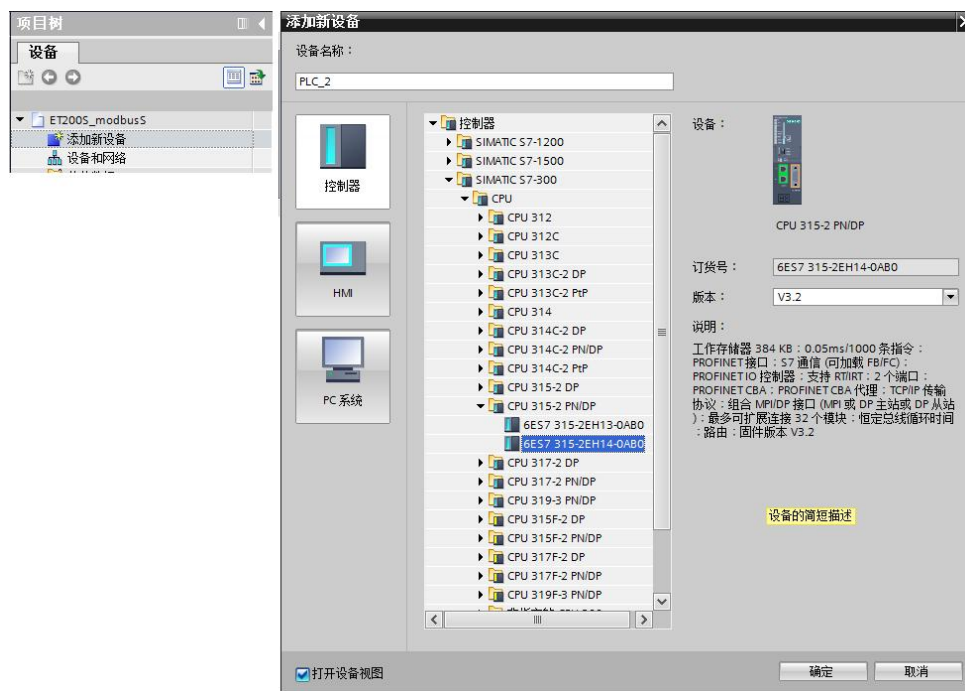 项目树
设备
ET200S_modbusS
添加新设备
设备和网络
添加新设备
设备名称：
PLC_2
控制器
HMI
PC 系统
控制器
SIMATIC S7-1200
SIMATIC S7-1500
SIMATIC S7-300
CPU
CPU 312
CPU 312C
CPU 313C
CPU 313C-2 DP
CPU 313C-2 PtP
CPU 314
CPU 314C-2 DP
CPU 314C-2 PN/DP
CPU 314C-2 PtP
CPU 315-2 DP
CPU 315-2 PN/DP
6ES7 315-2EH13-0AB0
6ES7 315-2EH14-0AB0
CPU 317-2 DP
CPU 317-2 PN/DP
CPU 319-3 PN/DP
CPU 315F-2 DP
CPU 315F-2 PN/DP
CPU 317F-2 DP
CPU 317F-2 PN/DP
CPU 319F-3 PN/DP
设备：
CPU 315-2 PN/DP
订货号：
6ES7 315-2EH14-0AB0
版本：
V3.2
说明：
工作存储器 384 KB；0.05ms/1000 条指令；
PROFINET 接口；S7 通信 (可加载 FB/FC)；
PROFINET IO 控制器；支持 RT/IRT；2 个端口；
PROFINET CBA；PROFINET CBA 代理；TCP/IP 传输
协议；组合 MPI/DP 接口 (MPI 或 DP 主站或 DP 从站
)；最多可扩展连接 32 个模块；恒定总线循环时间
；路由；固件版本 V3.2
设备的简短描述
打开设备视图
确定
取消